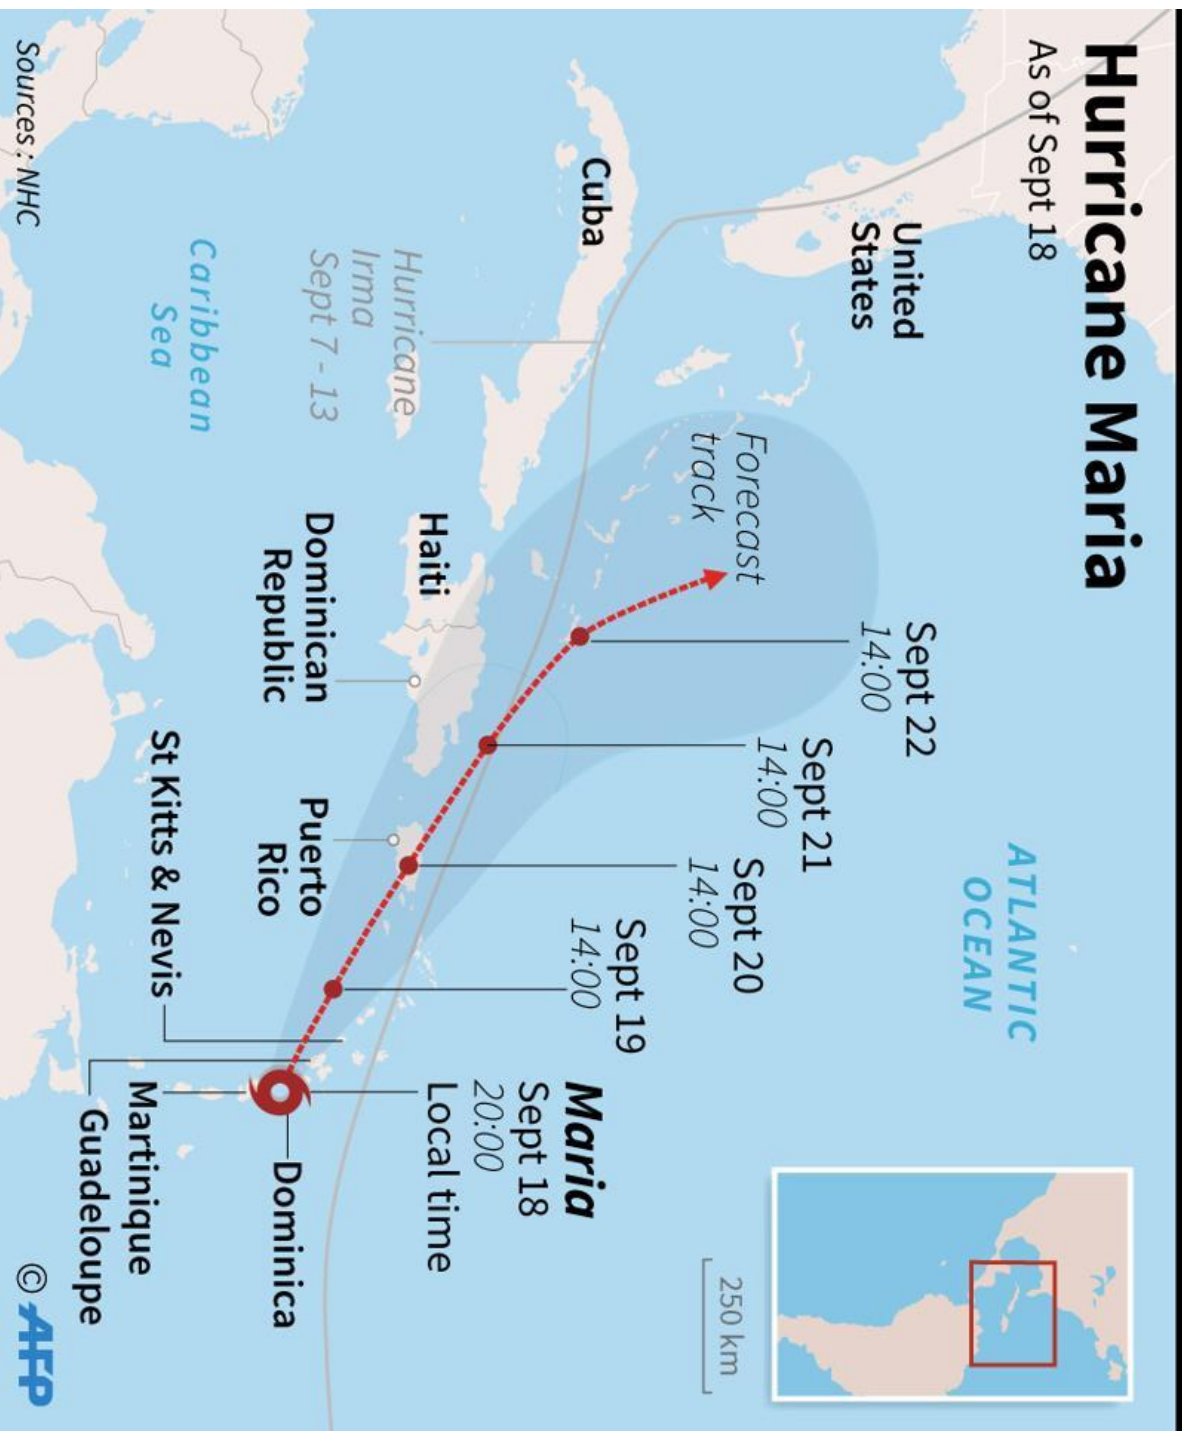 Hurricane Maria
As of Sept 18
United
States
ATLANTIC
OCEAN
Sept 22
14:00
Forecast
track
Sept 21
14:00
Sept 20
14:00
Cuba
Sept 19
14:00
Maria
Sept 18
20:00
Local time
250 km
Hurricane
Irma
Sept 7 - 13
Haiti
Dominican
Republic
Puerto
Rico
Dominica
Caribbean
Sea
St Kitts & Nevis
Martinique
Guadeloupe
Sources : NHC
© AFP